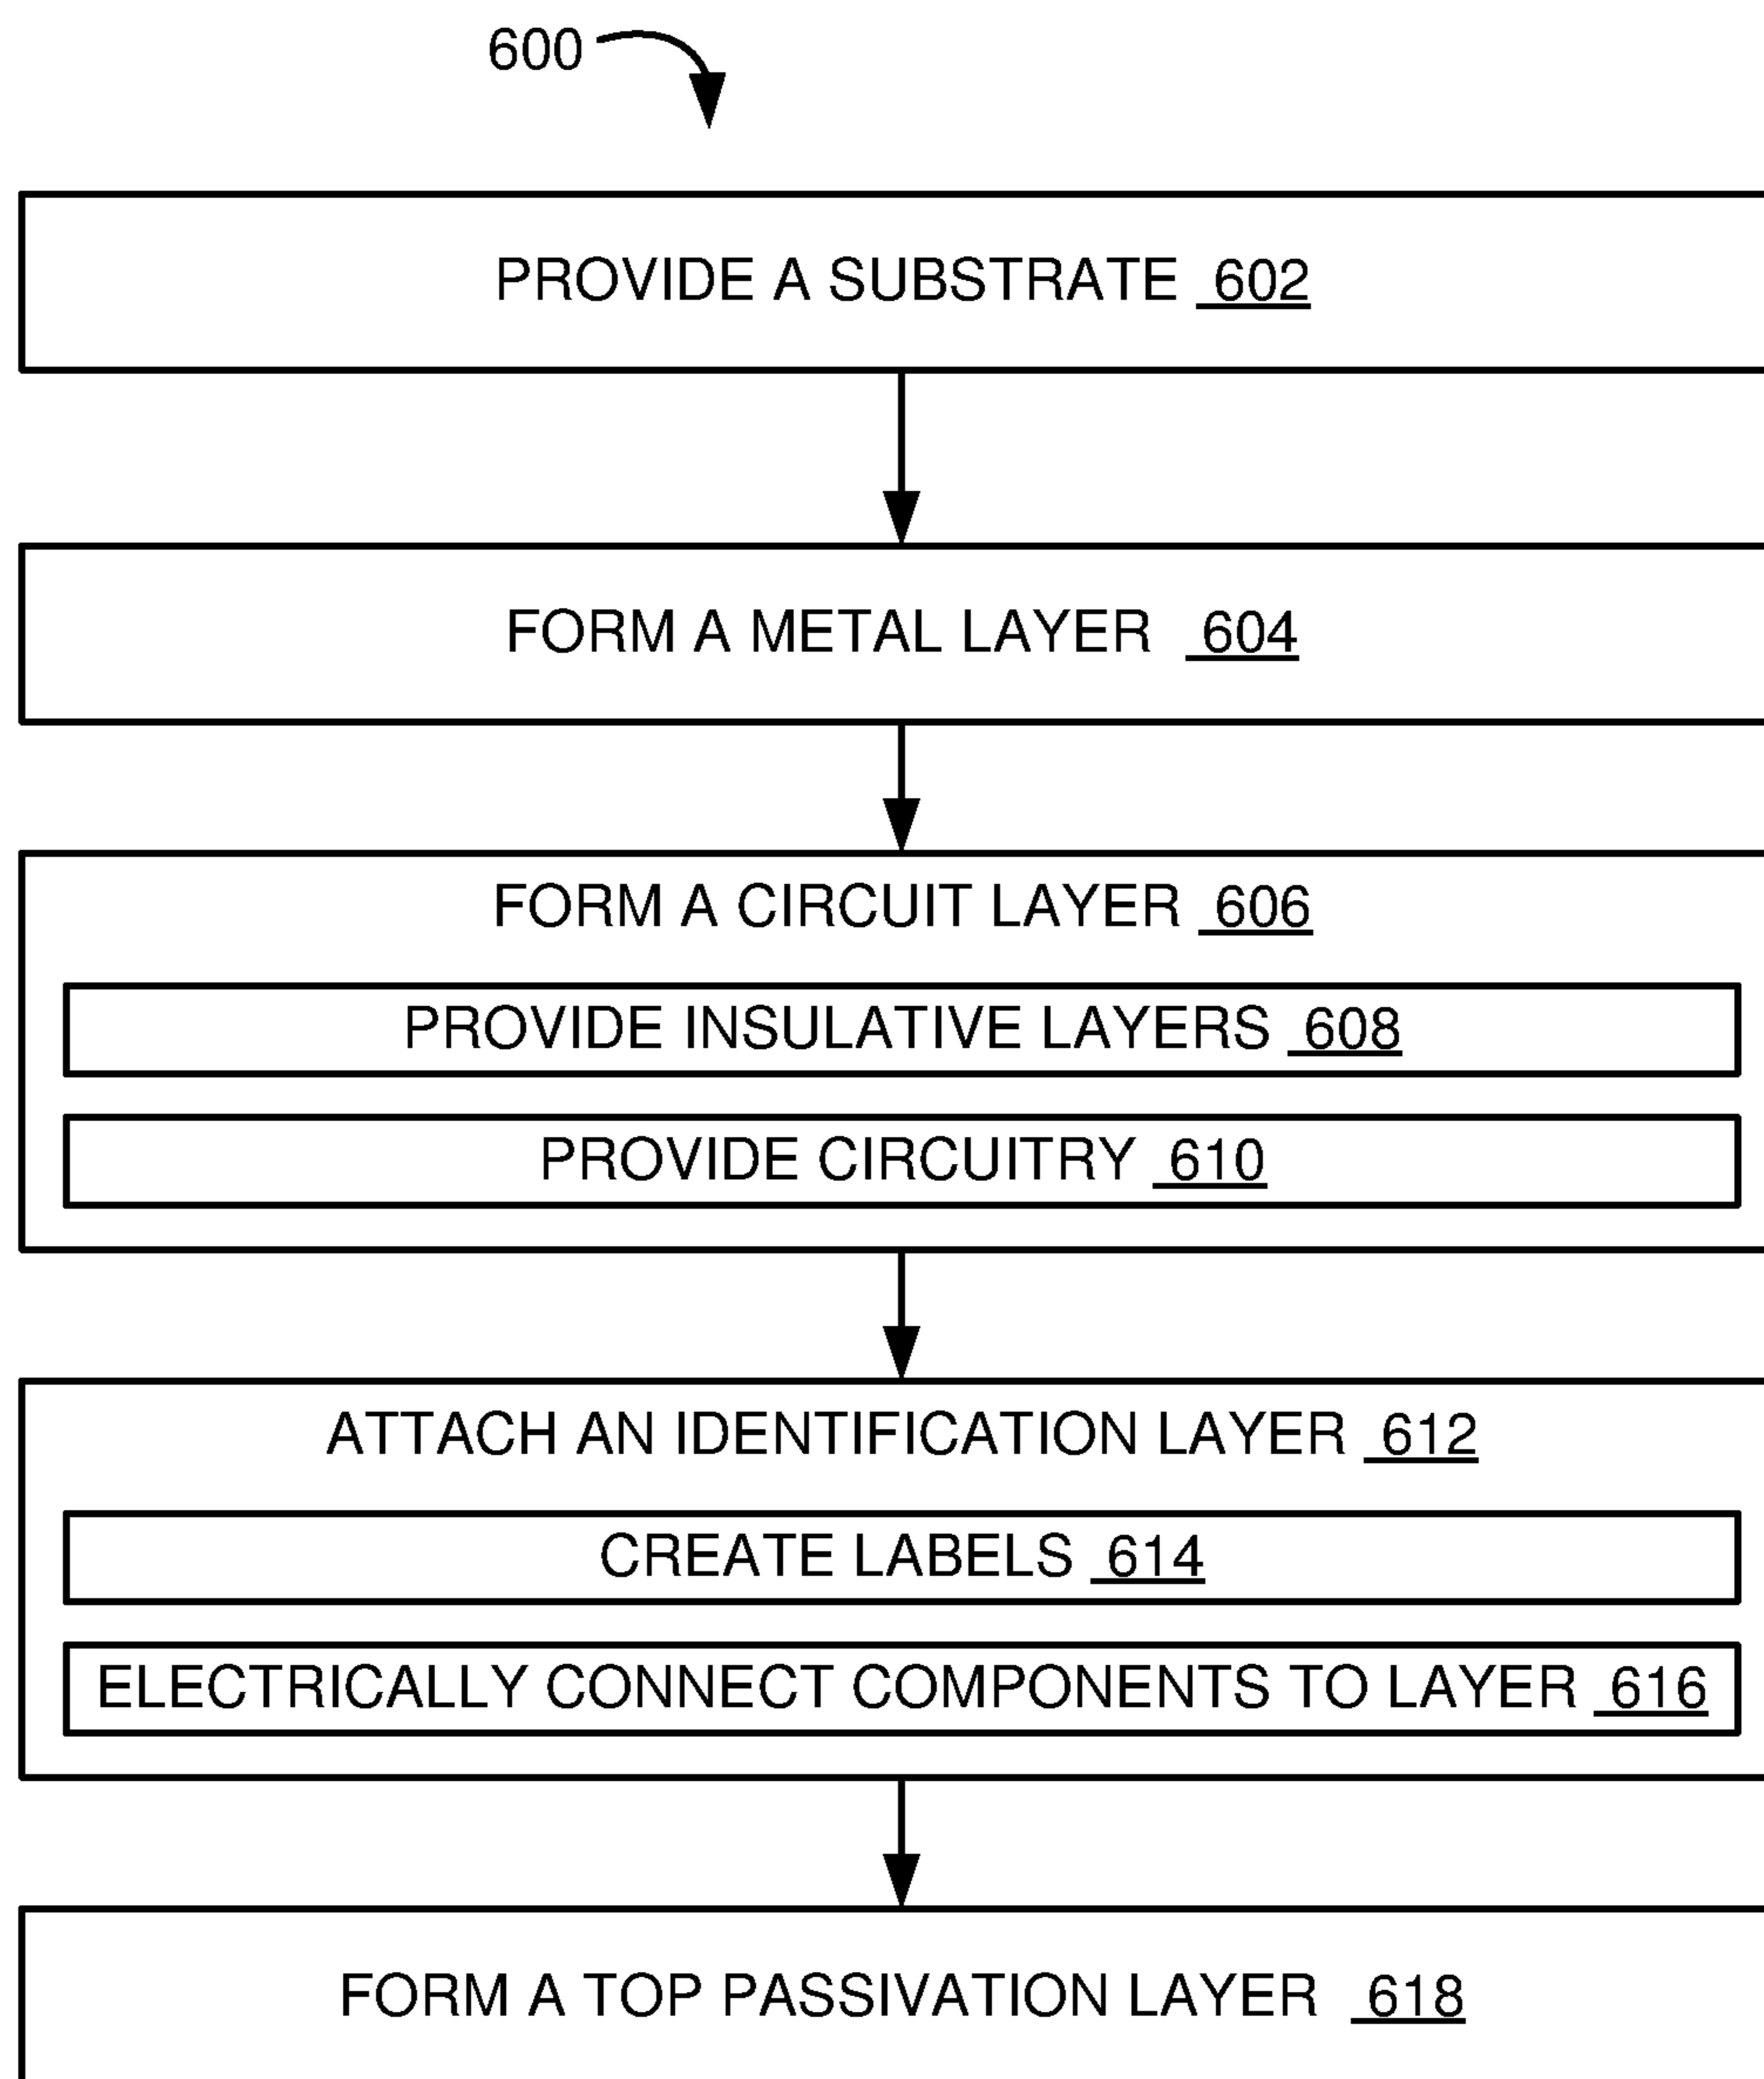 600
PROVIDE A SUBSTRATE 602
FORM A METAL LAYER 604
FORM A CIRCUIT LAYER 606
PROVIDE INSULATIVE LAYERS 608
PROVIDE CIRCUITRY 610
ATTACH AN IDENTIFICATION LAYER 612
CREATE LABELS 614
ELECTRICALLY CONNECT COMPONENTS TO LAYER 616
FORM A TOP PASSIVATION LAYER 618